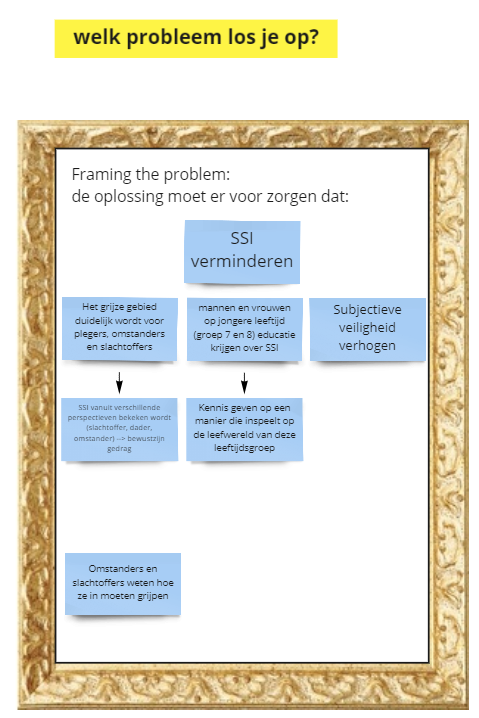 welk probleem los je op?
Framing the problem:
de oplossing moet er voor zorgen dat:
SSI
verminderen
Het grijze gebied
duidelijk wordt voor
plegers, omstanders
en slachtoffers
mannen en vrouwen
op jongere leeftijd
(groep 7 en 8) educatie
krijgen over SSI
Subjectieve
veiligheid
verhogen
SSI vanuit verschillende
perspectieven bekeken wordt
(slachtoffer, dader,
omstander) --> bewustzijn
gedrag
Kennis geven op een
manier die inspeelt op
de leefwereld van deze
leeftijdsgroep
Omstanders en
slachtoffers weten hoe
ze in moeten grijpen